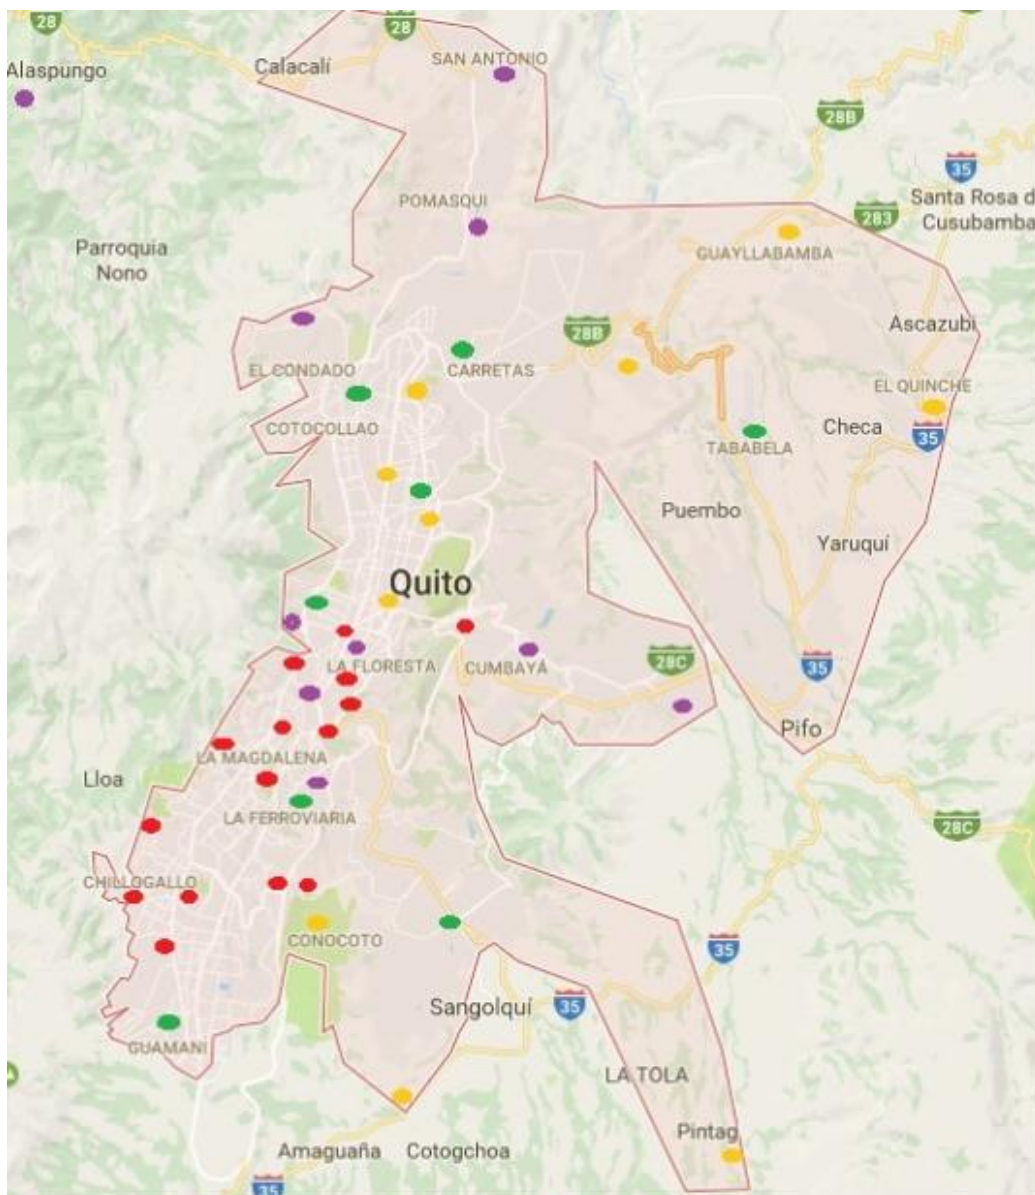 28
28
Alaspungo
Calacalí
SAN ANTONIO
28B
35
Santa Rosa d
Cusubamba
283
POMASQUI
Parroquia
Nono
GUAYLLABAMBA
Ascazubi
28B
EL CONDADO
CARRETAS
EL QUINCHE
COTOCOLLAO
Checa
35
TABABELA
Puembo
Yaruquí
Quito
LA FLORESTA
CUMBAYÁ
28C
35
Pifo
LA MAGDALENA
Lloa
LA FERROVIARIA
28C
CHILLOGALLO
CONOCOTO
35
Sangolquí
35
GUAMANI
LA TOLA
Pintag
Amaguaña
Cotogchoa
35